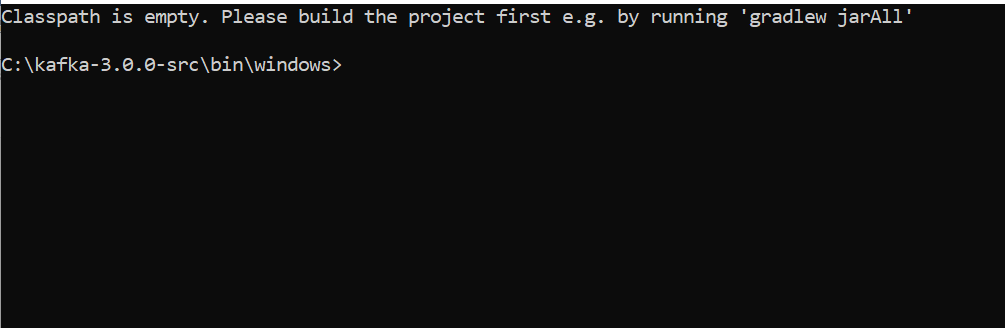 Classpath is empty. Please build the project first e.g. by running 'gradlew jarAll'
C:\kafka-3.0.0-src\bin\windows>